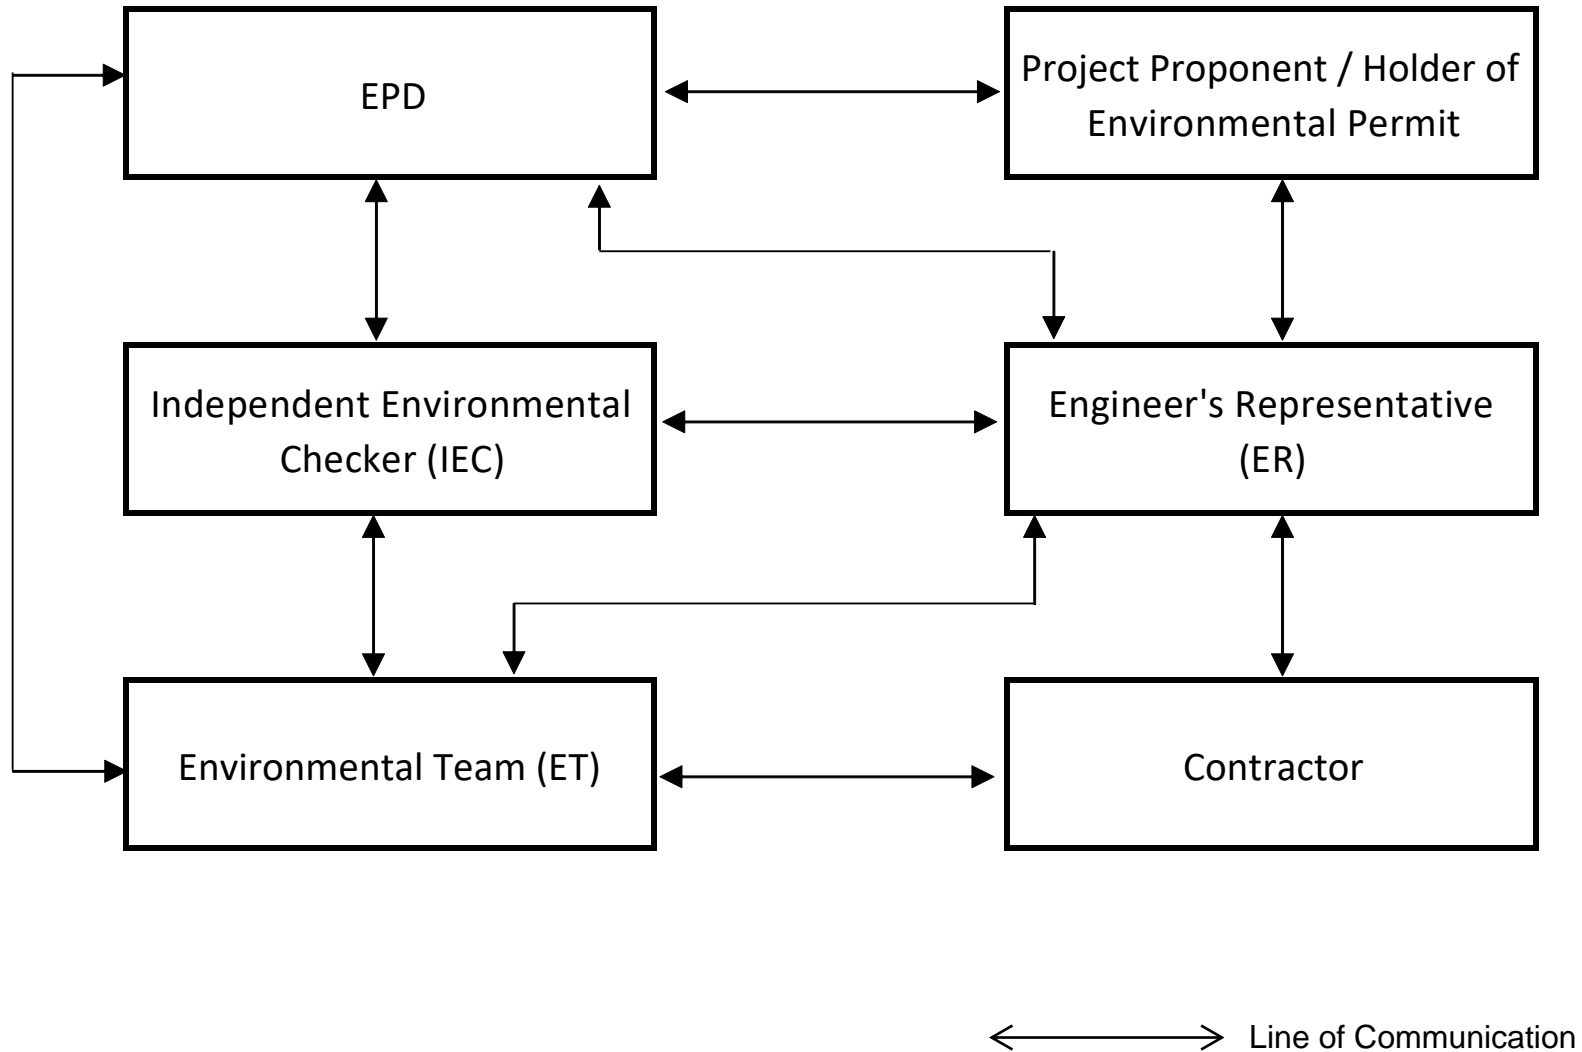 EPD
Project Proponent / Holder of
Environmental Permit
Independent Environmental
Checker (IEC)
Engineer's Representative
(ER)
Environmental Team (ET)
Contractor
Line of Communication